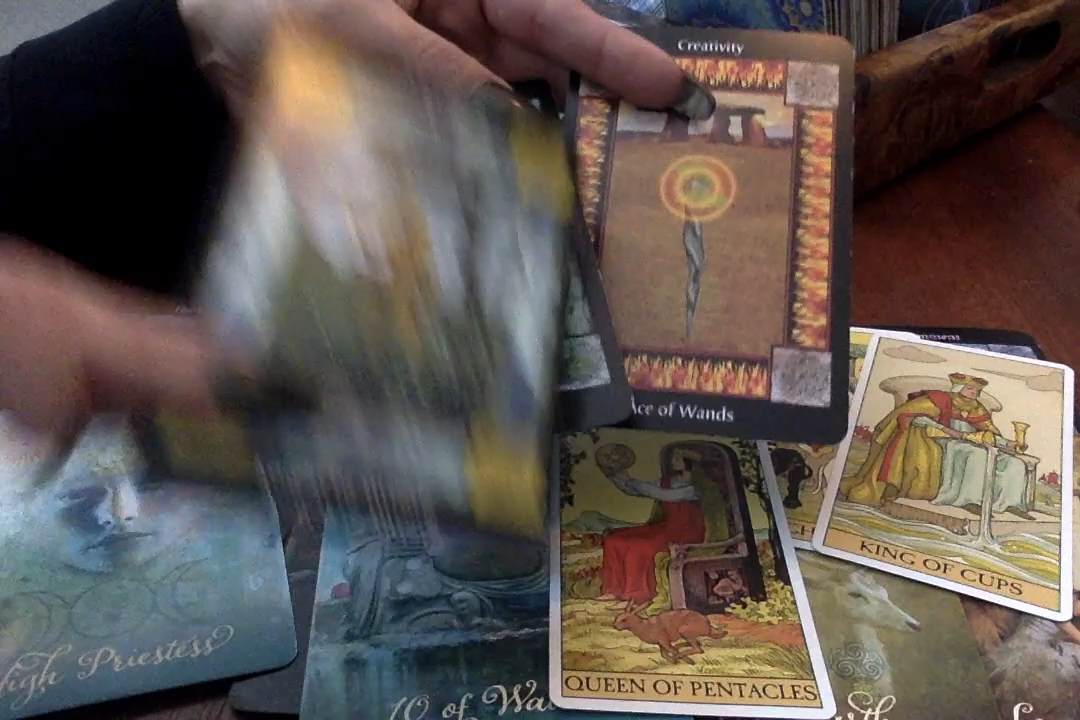 Creativity
Ace of Wands
KING OF CUPS
High Priestess
10 of Wa
QUEEN OF PENTACLES